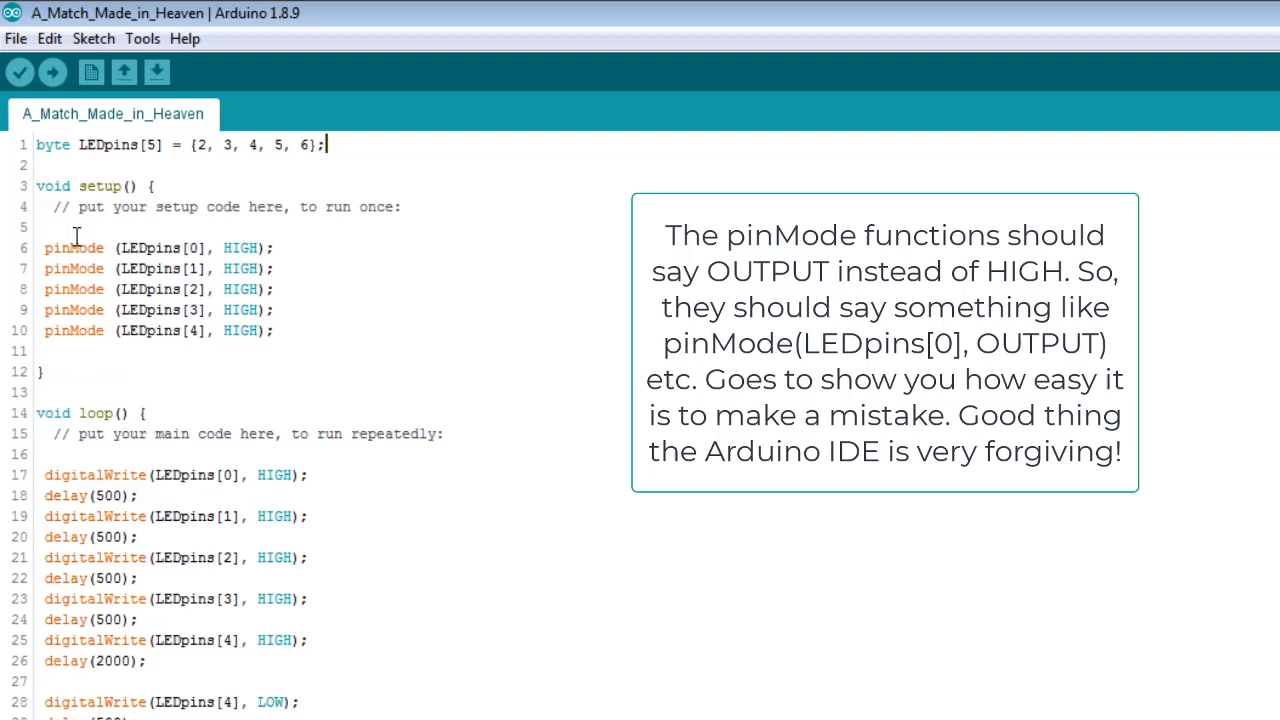 A_Match_Made_in_Heaven | Arduino 1.8.9
File Edit Sketch Tools Help
A_Match_Made_in_Heaven
1 byte LEDpins[5] = {2, 3, 4, 5, 6};
2
3 void setup() {
4 // put your setup code here, to run once:
5
6 pinMode (LEDpins[0], HIGH);
7 pinMode (LEDpins[1], HIGH);
8 pinMode (LEDpins[2], HIGH);
9 pinMode (LEDpins[3], HIGH);
10 pinMode (LEDpins[4], HIGH);
11
12 }
13
14 void loop() {
15 // put your main code here, to run repeatedly:
16
17 digitalWrite(LEDpins[0], HIGH);
18 delay(500);
19 digitalWrite(LEDpins[1], HIGH);
20 delay(500);
21 digitalWrite(LEDpins[2], HIGH);
22 delay(500);
23 digitalWrite(LEDpins[3], HIGH);
24 delay(500);
25 digitalWrite(LEDpins[4], HIGH);
26 delay(2000);
27
28 digitalWrite(LEDpins[4], LOW);
The pinMode functions should
say OUTPUT instead of HIGH. So,
they should say something like
pinMode(LEDpins[0], OUTPUT)
etc. Goes to show you how easy it
is to make a mistake. Good thing
the Arduino IDE is very forgiving!